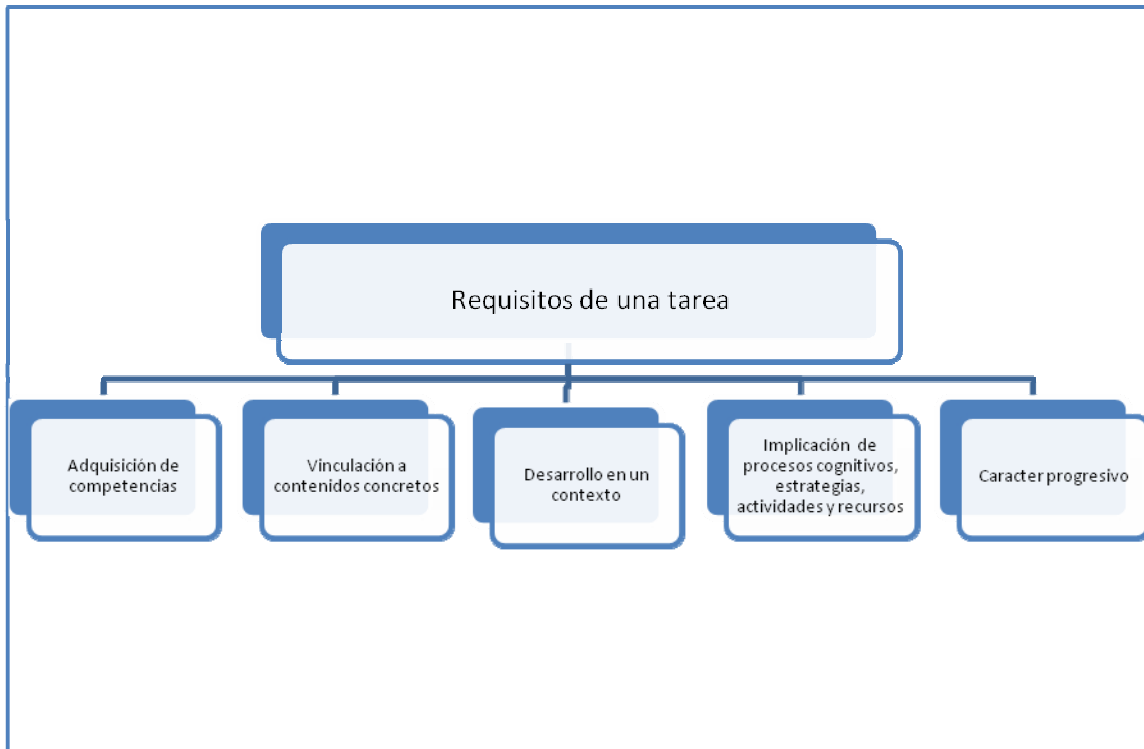 Requisitos de una tarea
Adquisición de
competencias
Vinculación a
contenidos concretos
Desarrollo en un
contexto
Implicación de
procesos cognitivos,
estrategias,
actividades y recursos
Caracter progresivo